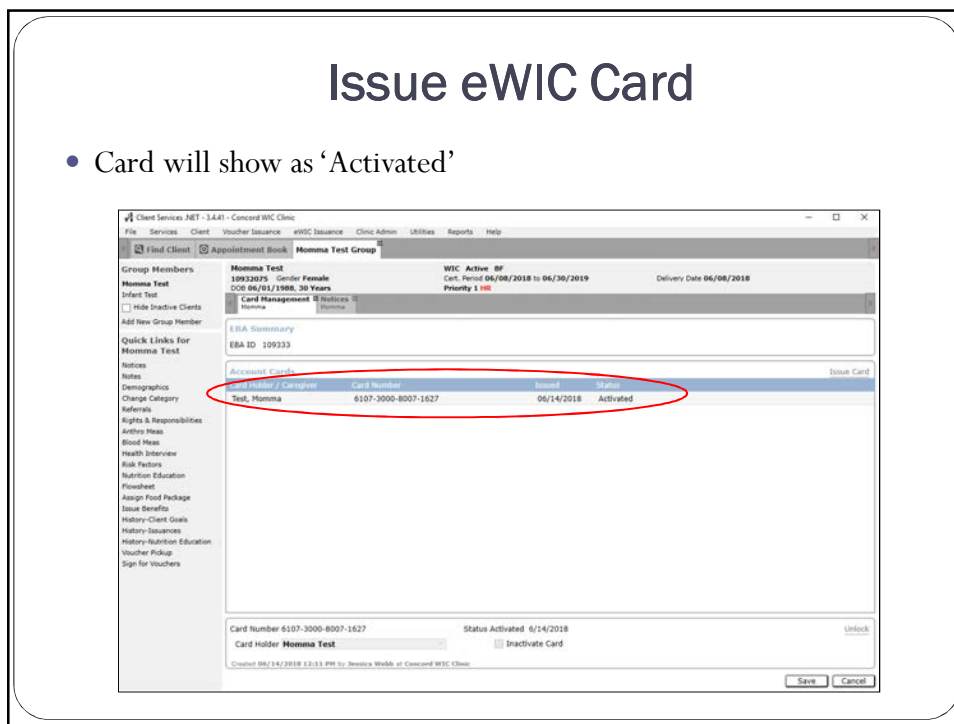 Issue eWIC Card
• Card will show as ‘Activated’
Client Services .NET - 3.4.41 - Concord WIC Clinic
File Services Client Voucher Issuance eWIC Issuance Clinic Admin Utilities Reports Help
Find Client Appointment Book Momma Test Group
Group Members
Momma Test
Infant Test
Hide Inactive Clients
Add New Group Member
Quick Links for
Momma Test
Notices
Notes
Demographics
Change Category
Referrals
Rights & Responsibilities
Anthro Meas
Blood Meas
Health Interview
Risk Factors
Nutrition Education
Flowsheet
Assign Food Package
Issue Benefits
History-Client Goals
History-Issuances
History-Nutrition Education
Voucher Pickup
Sign for Vouchers
Momma Test WIC Active BF
10932075 Gender Female Cert. Period 06/08/2018 to 06/30/2019 Delivery Date 06/08/2018
DOB 06/01/1988, 30 Years Priority 1 HR
Card Management Notices
Momma Momma
EBA Summary
EBA ID 109333
Account Cards Issue Card
Card Holder / Caregiver Card Number Issued Status
Test, Momma 6107-3000-8007-1627 06/14/2018 Activated
Card Number 6107-3000-8007-1627 Status Activated 6/14/2018 Unlock
Card Holder Momma Test Inactivate Card
Created 06/14/2018 12:11 PM by Jessica Webb at Concord WIC Clinic
Save Cancel